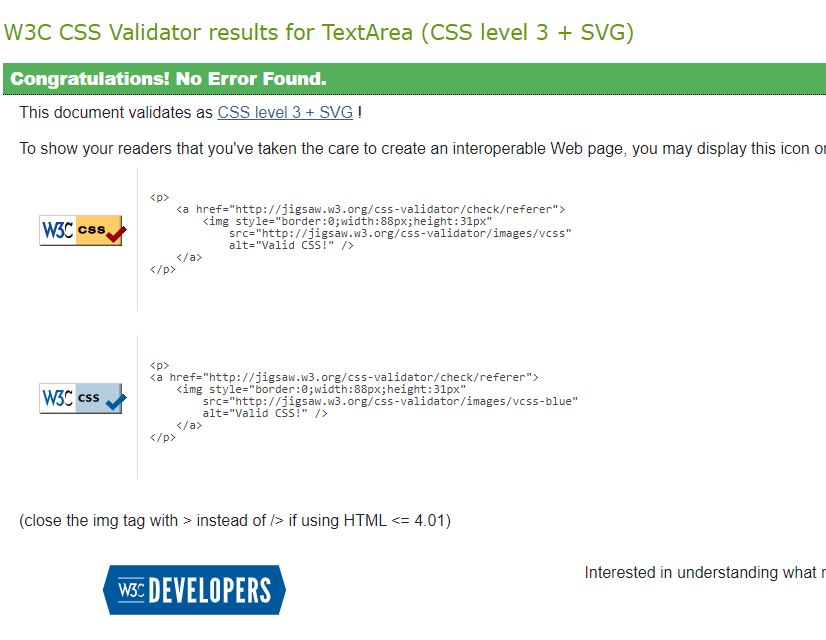 W3C CSS Validator results for TextArea (CSS level 3 + SVG)
Congratulations! No Error Found.
This document validates as CSS level 3 + SVG !
To show your readers that you've taken the care to create an interoperable Web page, you may display this icon
W3C css
<p>
<a href="http://jigsaw.w3.org/css-validator/check/referer">
<img style="border:0;width:88px;height:31px"
src="http://jigsaw.w3.org/css-validator/images/vcss"
alt="Valid CSS!" />
</a>
</p>
W3C css
<p>
<a href="http://jigsaw.w3.org/css-validator/check/referer">
<img style="border:0;width:88px;height:31px"
src="http://jigsaw.w3.org/css-validator/images/vcss-blue"
alt="Valid CSS!" />
</a>
</p>
(close the img tag with > instead of /> if using HTML <= 4.01)
W3C DEVELOPERS
Interested in understanding what